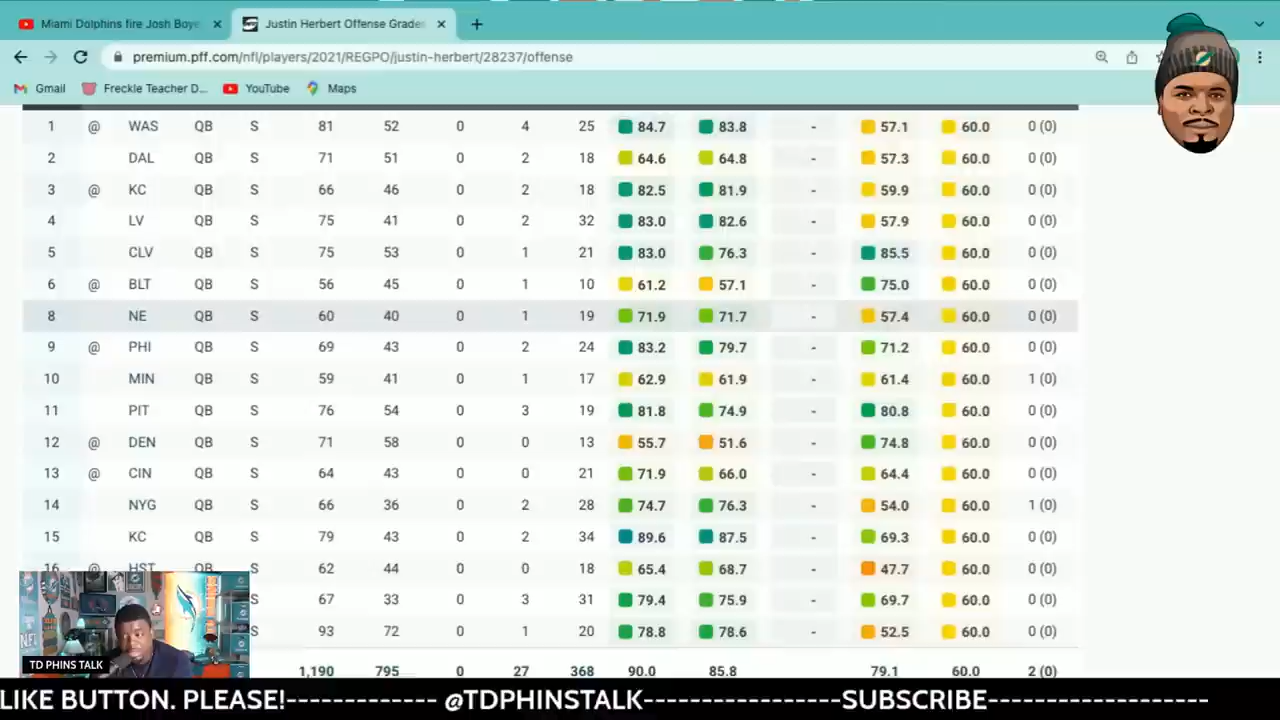 Miami Dolphins fire Josh Boye
Justin Herbert Offense Grades
premium.pff.com/nfl/players/2021/REGPO/justin-herbert/28237/offense
Gmail Freckle Teacher D... YouTube Maps
1 @ WAS QB S 81 52 0 4 25 84.7 83.8 - 57.1 60.0 0 (0)
2 DAL QB S 71 51 0 2 18 64.6 64.8 - 57.3 60.0 0 (0)
3 @ KC QB S 66 46 0 2 18 82.5 81.9 - 59.9 60.0 0 (0)
4 LV QB S 75 41 0 2 32 83.0 82.6 - 57.9 60.0 0 (0)
5 CLV QB S 75 53 0 1 21 83.0 76.3 - 85.5 60.0 0 (0)
6 @ BLT QB S 56 45 0 1 10 61.2 57.1 - 75.0 60.0 0 (0)
8 NE QB S 60 40 0 1 19 71.9 71.7 - 57.4 60.0 0 (0)
9 @ PHI QB S 69 43 0 2 24 83.2 79.7 - 71.2 60.0 0 (0)
10 MIN QB S 59 41 0 1 17 62.9 61.9 - 61.4 60.0 1 (0)
11 PIT QB S 76 54 0 3 19 81.8 74.9 - 80.8 60.0 0 (0)
12 @ DEN QB S 71 58 0 0 13 55.7 51.6 - 74.8 60.0 0 (0)
13 @ CIN QB S 64 43 0 0 21 71.9 66.0 - 64.4 60.0 0 (0)
14 NYG QB S 66 36 0 2 28 74.7 76.3 - 54.0 60.0 1 (0)
15 KC QB S 79 43 0 2 34 89.6 87.5 - 69.3 60.0 0 (0)
16 @ HST QB S 62 44 0 0 18 65.4 68.7 - 47.7 60.0 0 (0)
S 67 33 0 3 31 79.4 75.9 - 69.7 60.0 0 (0)
S 93 72 0 1 20 78.8 78.6 - 52.5 60.0 0 (0)
1,190 795 0 27 368 90.0 85.8 79.1 60.0 2 (0)
TD PHINS TALK
LIKE BUTTON. PLEASE!------------ @TDPHINSTALK----------------SUBSCRIBE--------------------